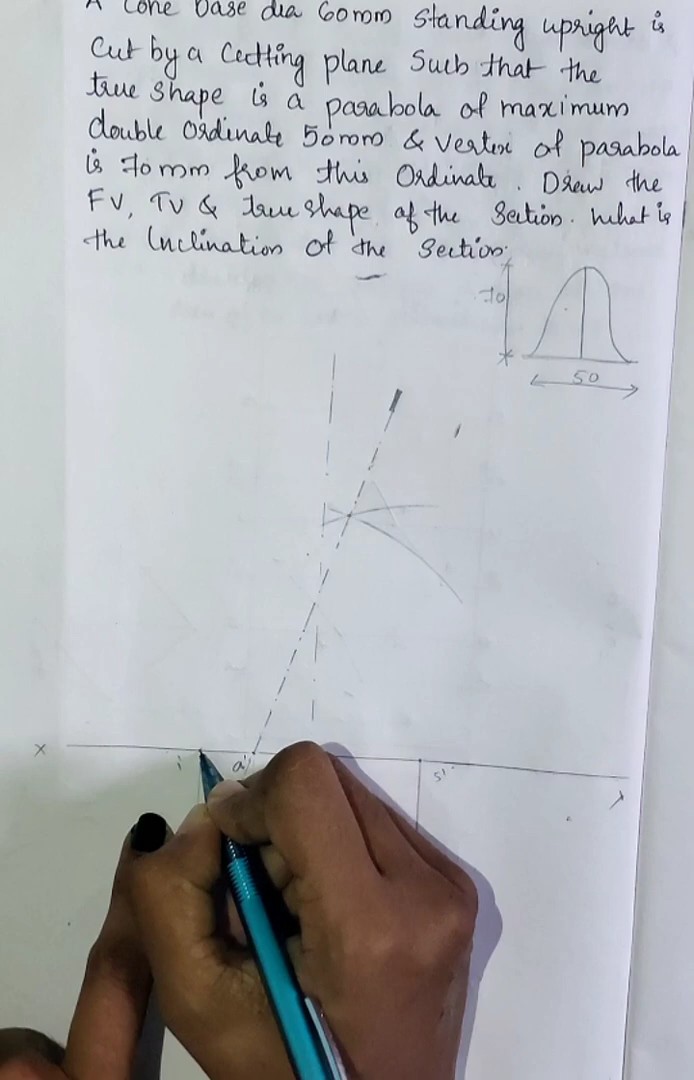 A Cone base dia 60mm standing upright is
Cut by a Cutting plane Such that the
true shape is a parabola of maximum
double Ordinate 50mm & vertex of parabola
is 70mm from this Ordinate. Draw the
FV, TV & true shape of the Section. What is
the Inclination of the Section.
70
50
X
1
a'
5'
Y